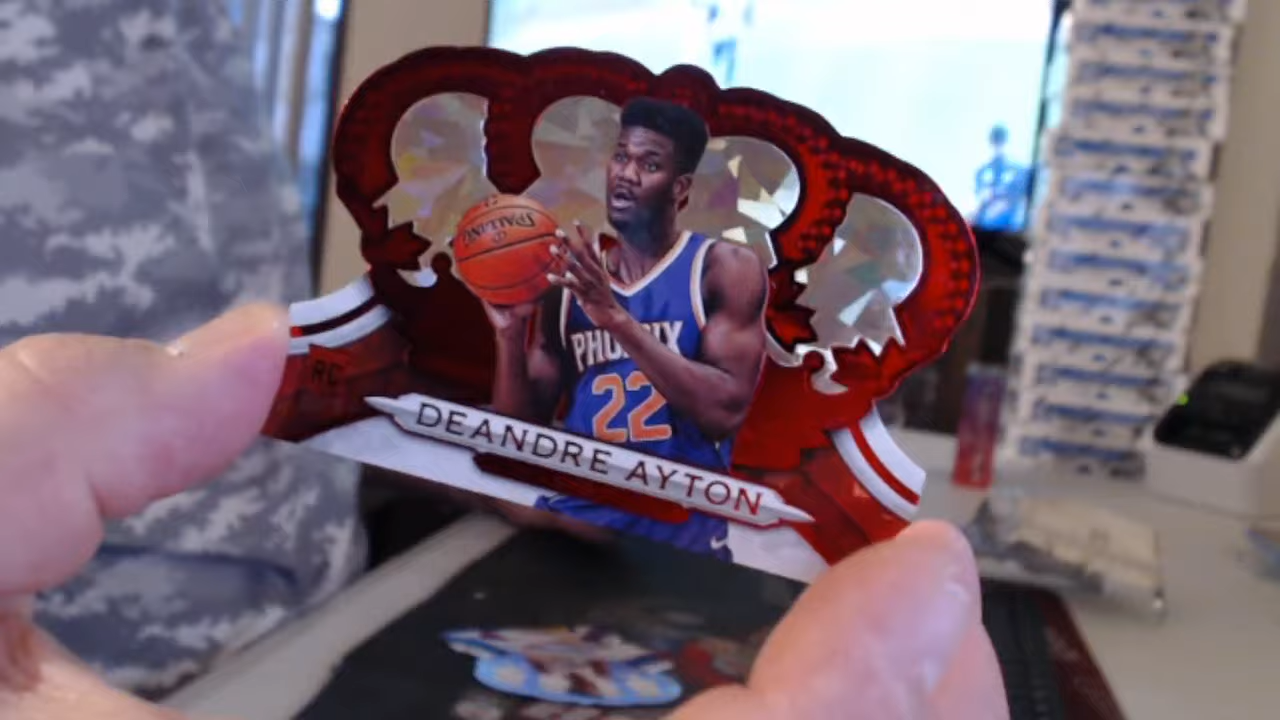 SPALDING
PHOENIX
22
RC
DEANDRE AYTON